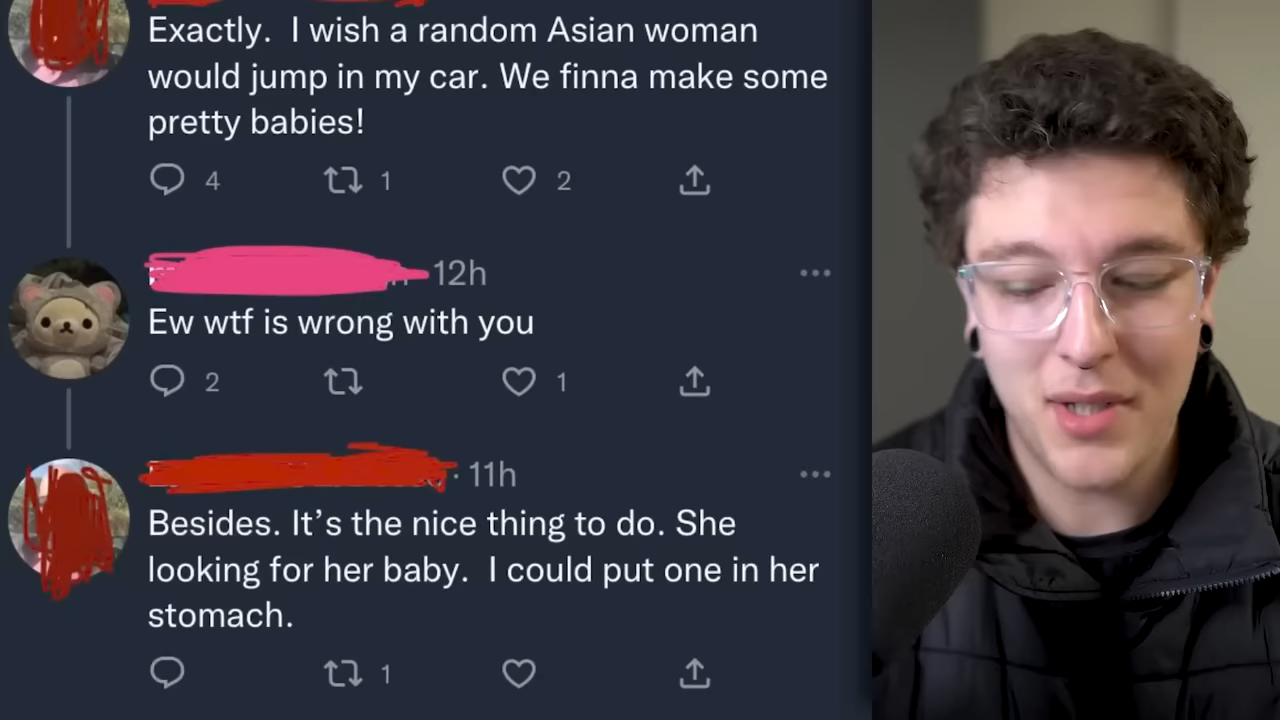 Exactly.  I wish a random Asian woman
would jump in my car. We finna make some
pretty babies!
4 1 2
12h
Ew wtf is wrong with you
2 1
· 11h
Besides. It’s the nice thing to do. She
looking for her baby.  I could put one in her
stomach.
1